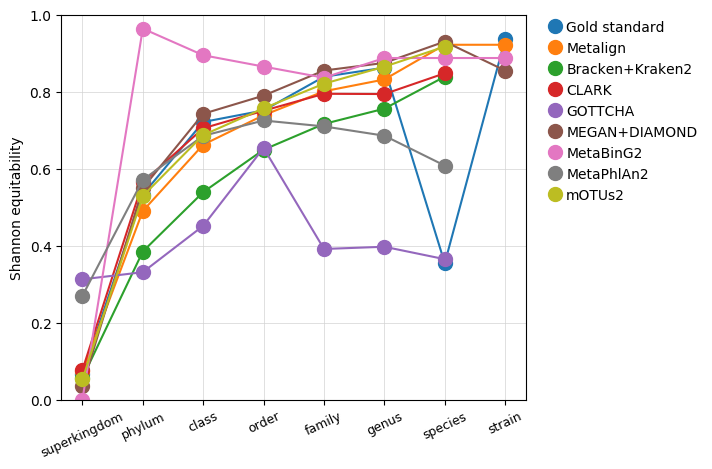 Shannon equitability
1.0
0.8
0.6
0.4
0.2
0.0
superkingdom
phylum
class
order
family
genus
species
strain
Gold standard
Metalign
Bracken+Kraken2
CLARK
GOTTCHA
MEGAN+DIAMOND
MetaBinG2
MetaPhlAn2
mOTUs2